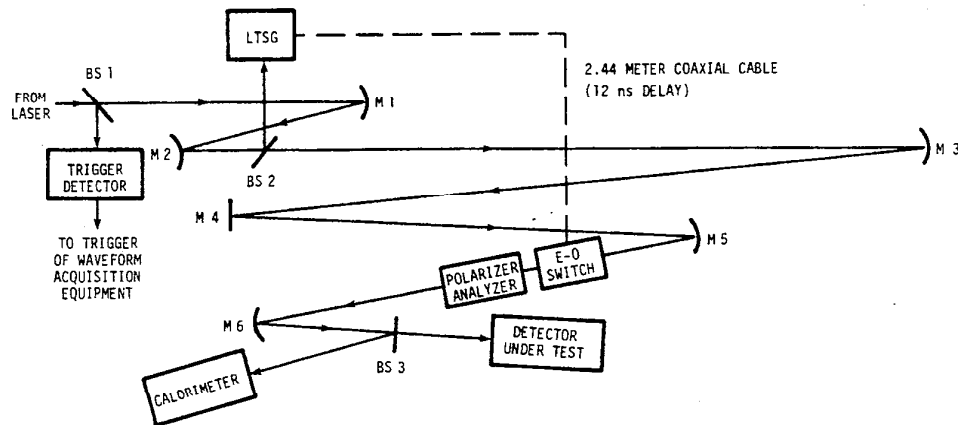 LTSG
BS 1
FROM
LASER
M 1
2.44 METER COAXIAL CABLE
(12 ns DELAY)
TRIGGER
DETECTOR
M 2
BS 2
M 3
M 4
TO TRIGGER
OF WAVEFORM
ACQUISITION
EQUIPMENT
M 5
E-O
SWITCH
POLARIZER
ANALYZER
M 6
DETECTOR
UNDER TEST
BS 3
CALORIMETER